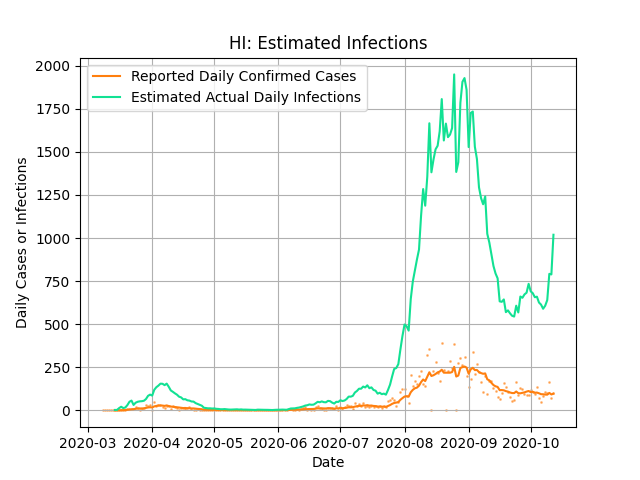 HI: Estimated Infections
Reported Daily Confirmed Cases
Estimated Actual Daily Infections
Daily Cases or Infections
2000
1750
1500
1250
1000
750
500
250
0
2020-03 2020-04 2020-05 2020-06 2020-07 2020-08 2020-09 2020-10
Date